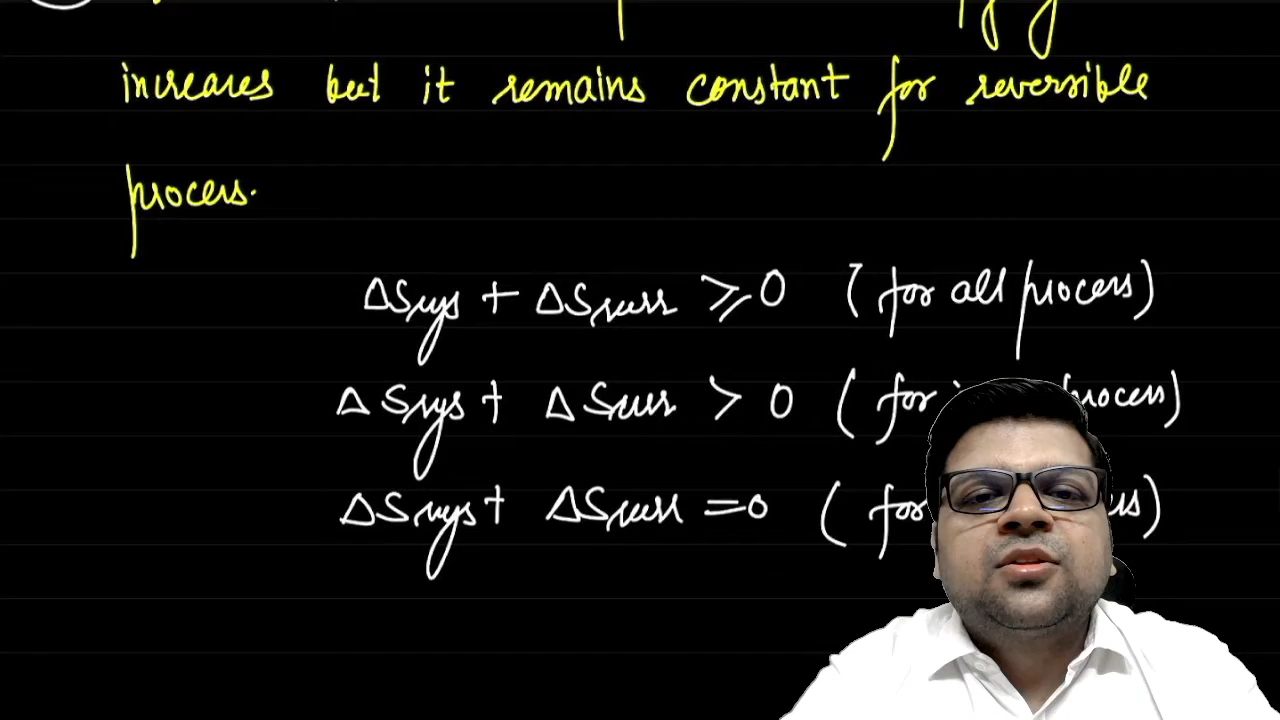 increases but it remains constant for reversible
process.
ΔSsys + ΔSsurr ≥ 0 (for all process)
ΔSsys + ΔSsurr > 0 (for process)
ΔSsys + ΔSsurr = 0 (for